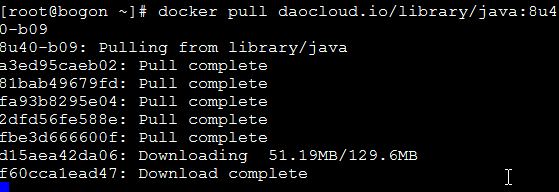 [root@bogon ~]# docker pull daocloud.io/library/java:8u4
0-b09
8u40-b09: Pulling from library/java
a3ed95caeb02: Pull complete
81bab49679fd: Pull complete
fa93b8295e04: Pull complete
2dfd56fe588e: Pull complete
fbe3d666600f: Pull complete
d15aea42da06: Downloading  51.19MB/129.6MB
f60cca1ead47: Download complete